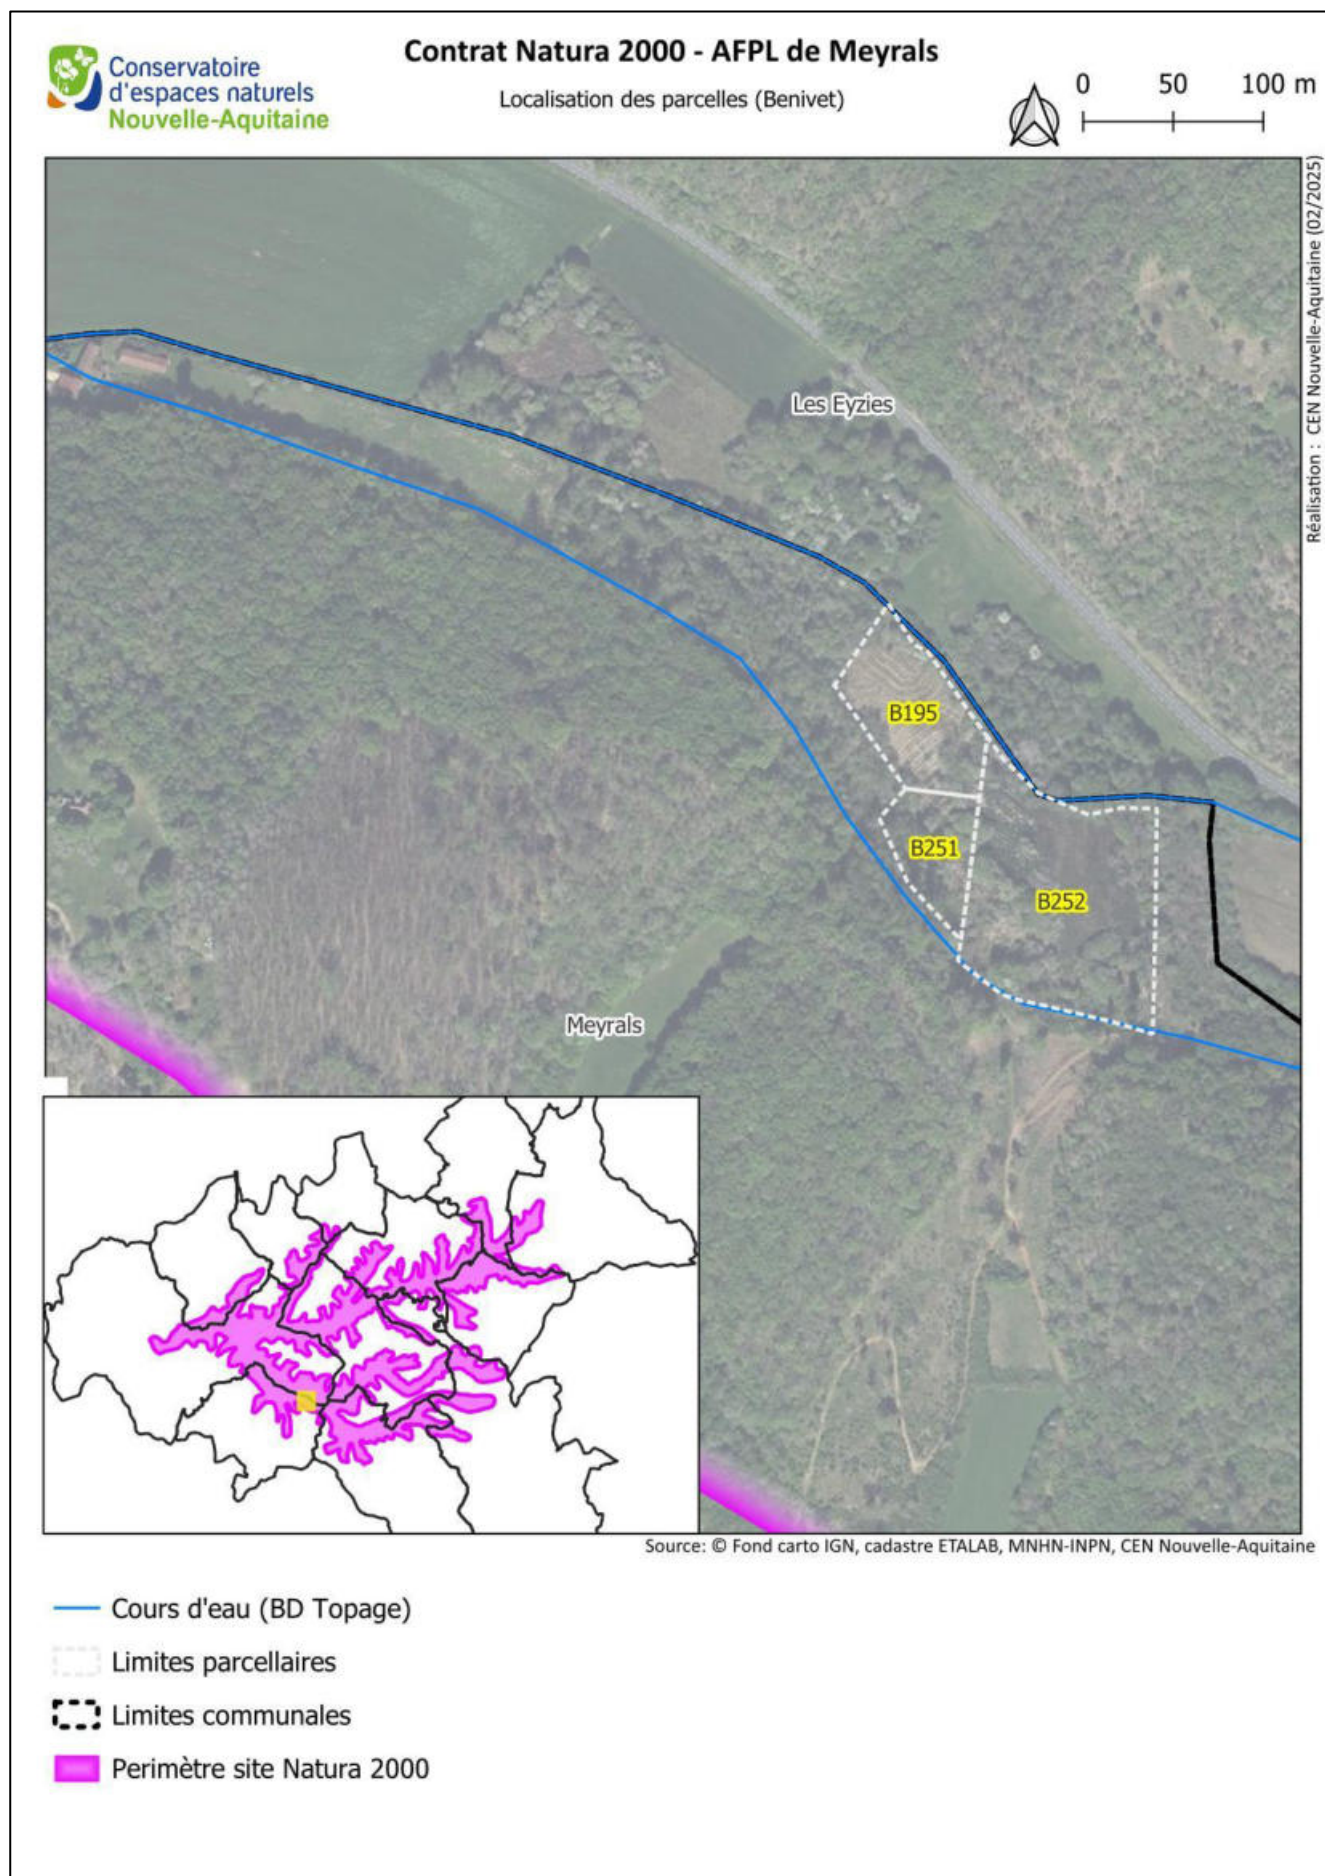 Conservatoire
d'espaces naturels
Nouvelle-Aquitaine
Contrat Natura 2000 - AFPL de Meyrals
Localisation des parcelles (Benivet)
0 50 100 m
Réalisation : CEN Nouvelle-Aquitaine (02/2025)
Les Eyzies
B195
B251
B252
Meyrals
Source: © Fond carto IGN, cadastre ETALAB, MNHN-INPN, CEN Nouvelle-Aquitaine
Cours d'eau (BD Topage)
Limites parcellaires
Limites communales
Perimètre site Natura 2000